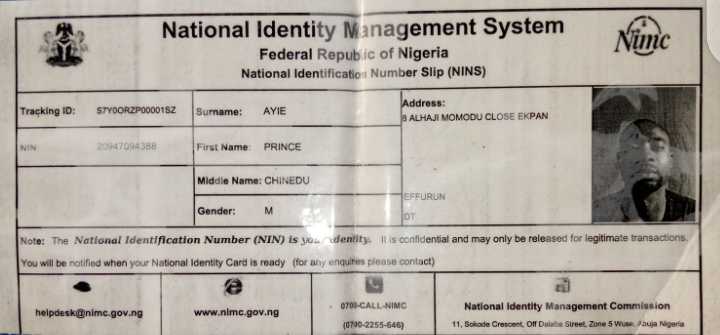 National Identity Management System
Federal Republic of Nigeria
National Identification Number Slip (NINS)
Nimc
Tracking ID: S7Y0ORZP00001SZ
Surname: AYIE
Address:
8 ALHAJI MOMODU CLOSE EKPAN
NIN 20947094388
First Name: PRINCE
Middle Name: CHINEDU
EFFURUN
Gender: M
DT
Note: The National Identification Number (NIN) is your identity. It is confidential and may only be released for legitimate transactions.
You will be notified when your National Identity Card is ready (for any enquiries please contact)
helpdesk@nimc.gov.ng
www.nimc.gov.ng
0700-CALL-NIMC
(0700-2255-646)
National Identity Management Commission
11, Sokode Crescent, Off Dalaba Street, Zone 5 Wuse, Abuja Nigeria